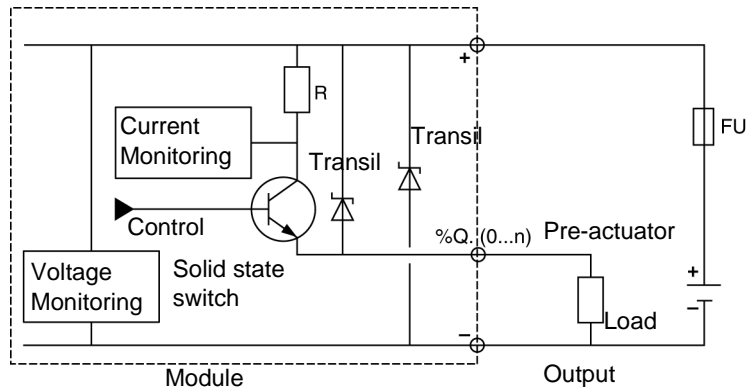 +
R
FU
Current
Monitoring
Transil
Transil
Control
%Q. (0...n)
Pre-actuator
Voltage
Monitoring
Solid state
switch
+
−
Load
−
Module
Output